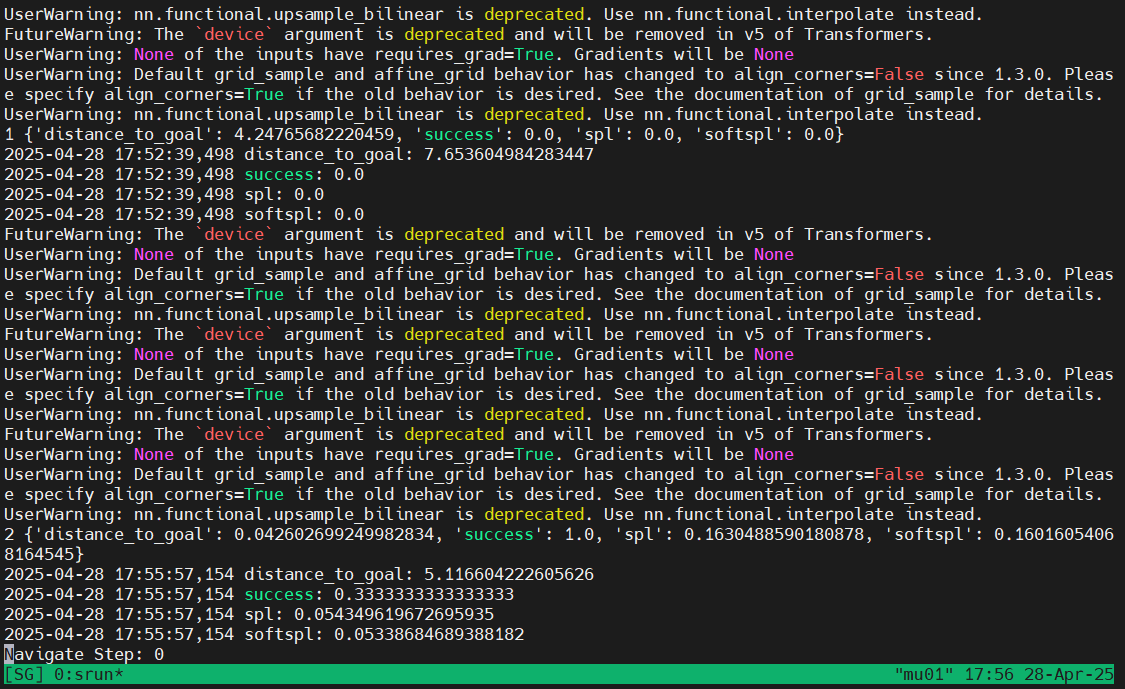 UserWarning: nn.functional.upsample_bilinear is deprecated. Use nn.functional.interpolate instead.
FutureWarning: The `device` argument is deprecated and will be removed in v5 of Transformers.
UserWarning: None of the inputs have requires_grad=True. Gradients will be None
UserWarning: Default grid_sample and affine_grid behavior has changed to align_corners=False since 1.3.0. Pleas
e specify align_corners=True if the old behavior is desired. See the documentation of grid_sample for details.
UserWarning: nn.functional.upsample_bilinear is deprecated. Use nn.functional.interpolate instead.
1 {'distance_to_goal': 4.24765682220459, 'success': 0.0, 'spl': 0.0, 'softspl': 0.0}
2025-04-28 17:52:39,498 distance_to_goal: 7.653604984283447
2025-04-28 17:52:39,498 success: 0.0
2025-04-28 17:52:39,498 spl: 0.0
2025-04-28 17:52:39,498 softspl: 0.0
FutureWarning: The `device` argument is deprecated and will be removed in v5 of Transformers.
UserWarning: None of the inputs have requires_grad=True. Gradients will be None
UserWarning: Default grid_sample and affine_grid behavior has changed to align_corners=False since 1.3.0. Pleas
e specify align_corners=True if the old behavior is desired. See the documentation of grid_sample for details.
UserWarning: nn.functional.upsample_bilinear is deprecated. Use nn.functional.interpolate instead.
FutureWarning: The `device` argument is deprecated and will be removed in v5 of Transformers.
UserWarning: None of the inputs have requires_grad=True. Gradients will be None
UserWarning: Default grid_sample and affine_grid behavior has changed to align_corners=False since 1.3.0. Pleas
e specify align_corners=True if the old behavior is desired. See the documentation of grid_sample for details.
UserWarning: nn.functional.upsample_bilinear is deprecated. Use nn.functional.interpolate instead.
FutureWarning: The `device` argument is deprecated and will be removed in v5 of Transformers.
UserWarning: None of the inputs have requires_grad=True. Gradients will be None
UserWarning: Default grid_sample and affine_grid behavior has changed to align_corners=False since 1.3.0. Pleas
e specify align_corners=True if the old behavior is desired. See the documentation of grid_sample for details.
UserWarning: nn.functional.upsample_bilinear is deprecated. Use nn.functional.interpolate instead.
2 {'distance_to_goal': 0.042602699249982834, 'success': 1.0, 'spl': 0.1630488590180878, 'softspl': 0.1601605406
8164545}
2025-04-28 17:55:57,154 distance_to_goal: 5.116604222605626
2025-04-28 17:55:57,154 success: 0.3333333333333333
2025-04-28 17:55:57,154 spl: 0.054349619672695935
2025-04-28 17:55:57,154 softspl: 0.05338684689388182
Navigate Step: 0
[SG] 0:srun* "mu01" 17:56 28-Apr-25